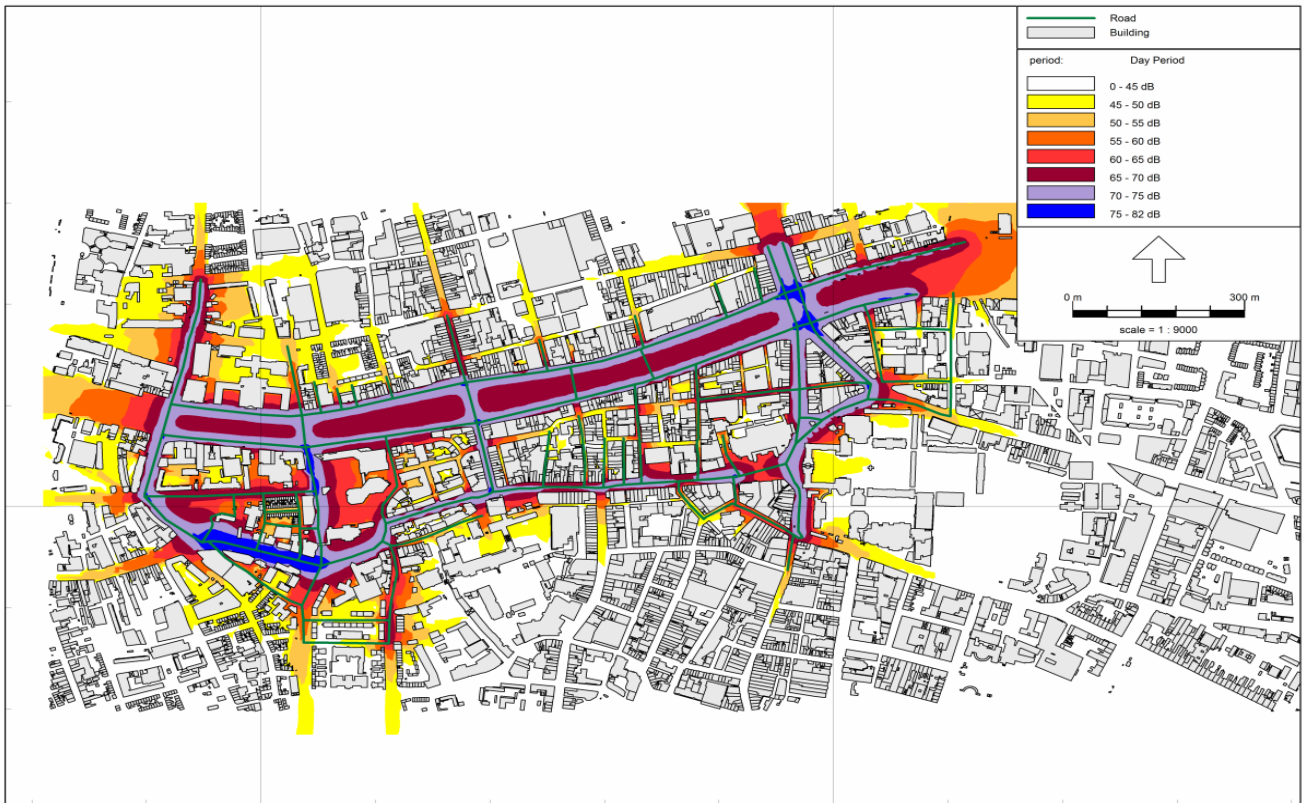 Road
Building
period: Day Period
0 - 45 dB
45 - 50 dB
50 - 55 dB
55 - 60 dB
60 - 65 dB
65 - 70 dB
70 - 75 dB
75 - 82 dB
0 m 300 m
scale = 1 : 9000